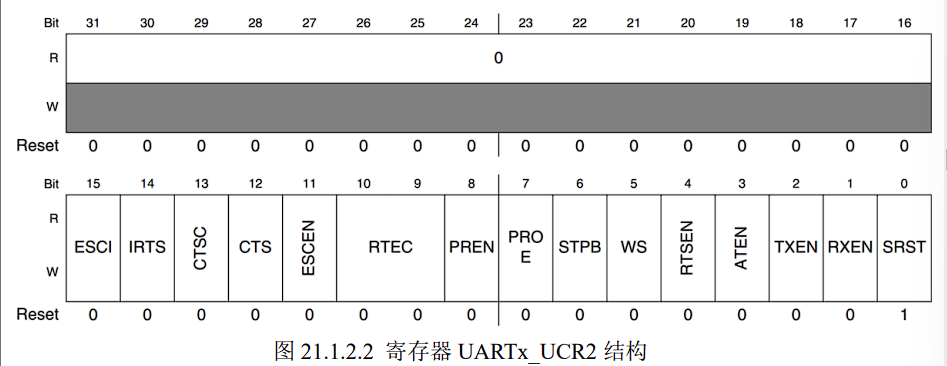 Bit 31 30 29 28 27 26 25 24 23 22 21 20 19 18 17 16
R 0
W
Reset 0 0 0 0 0 0 0 0 0 0 0 0 0 0 0 0
Bit 15 14 13 12 11 10 9 8 7 6 5 4 3 2 1 0
R
ESCI IRTS CTSC CTS ESCEN RTEC PREN PRO E STPB WS RTSEN ATEN TXEN RXEN SRST
W
Reset 0 0 0 0 0 0 0 0 0 0 0 0 0 0 0 1
图 21.1.2.2 寄存器 UARTx_UCR2 结构